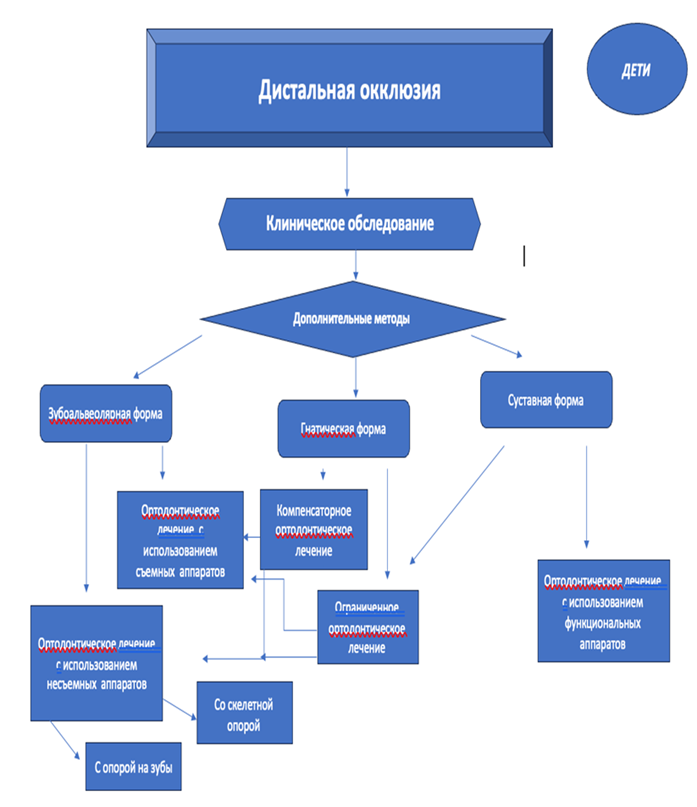 Дистальная окклюзия
ДЕТИ
Клиническое обследование
Дополнительные методы
Зубоальвеолярная форма
Гнатическая форма
Суставная форма
Ортодонтическое
лечение с
использованием
съемных аппаратов
Компенсаторное
ортодонтическое
лечение
Ограниченное
ортодонтическое
лечение
Ортодонтическое лечение
с использованием
функциональных
аппаратов
Ортодонтическое лечение
с использованием
несъемных аппаратов
Со скелетной
опорой
С опорой на зубы